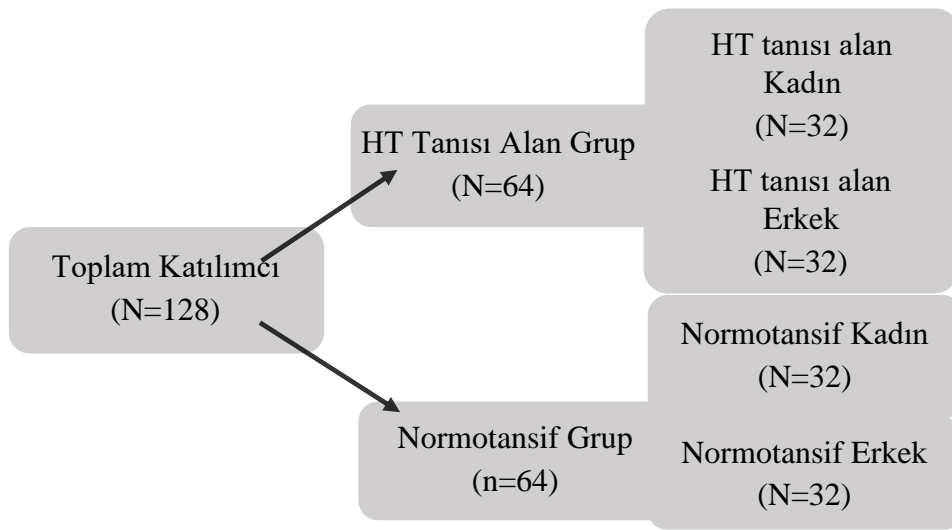 Toplam Katılımcı
(N=128)
HT Tanısı Alan Grup
(N=64)
HT tanısı alan
Kadın
(N=32)
HT tanısı alan
Erkek
(N=32)
Normotansif Grup
(n=64)
Normotansif Kadın
(N=32)
Normotansif Erkek
(N=32)